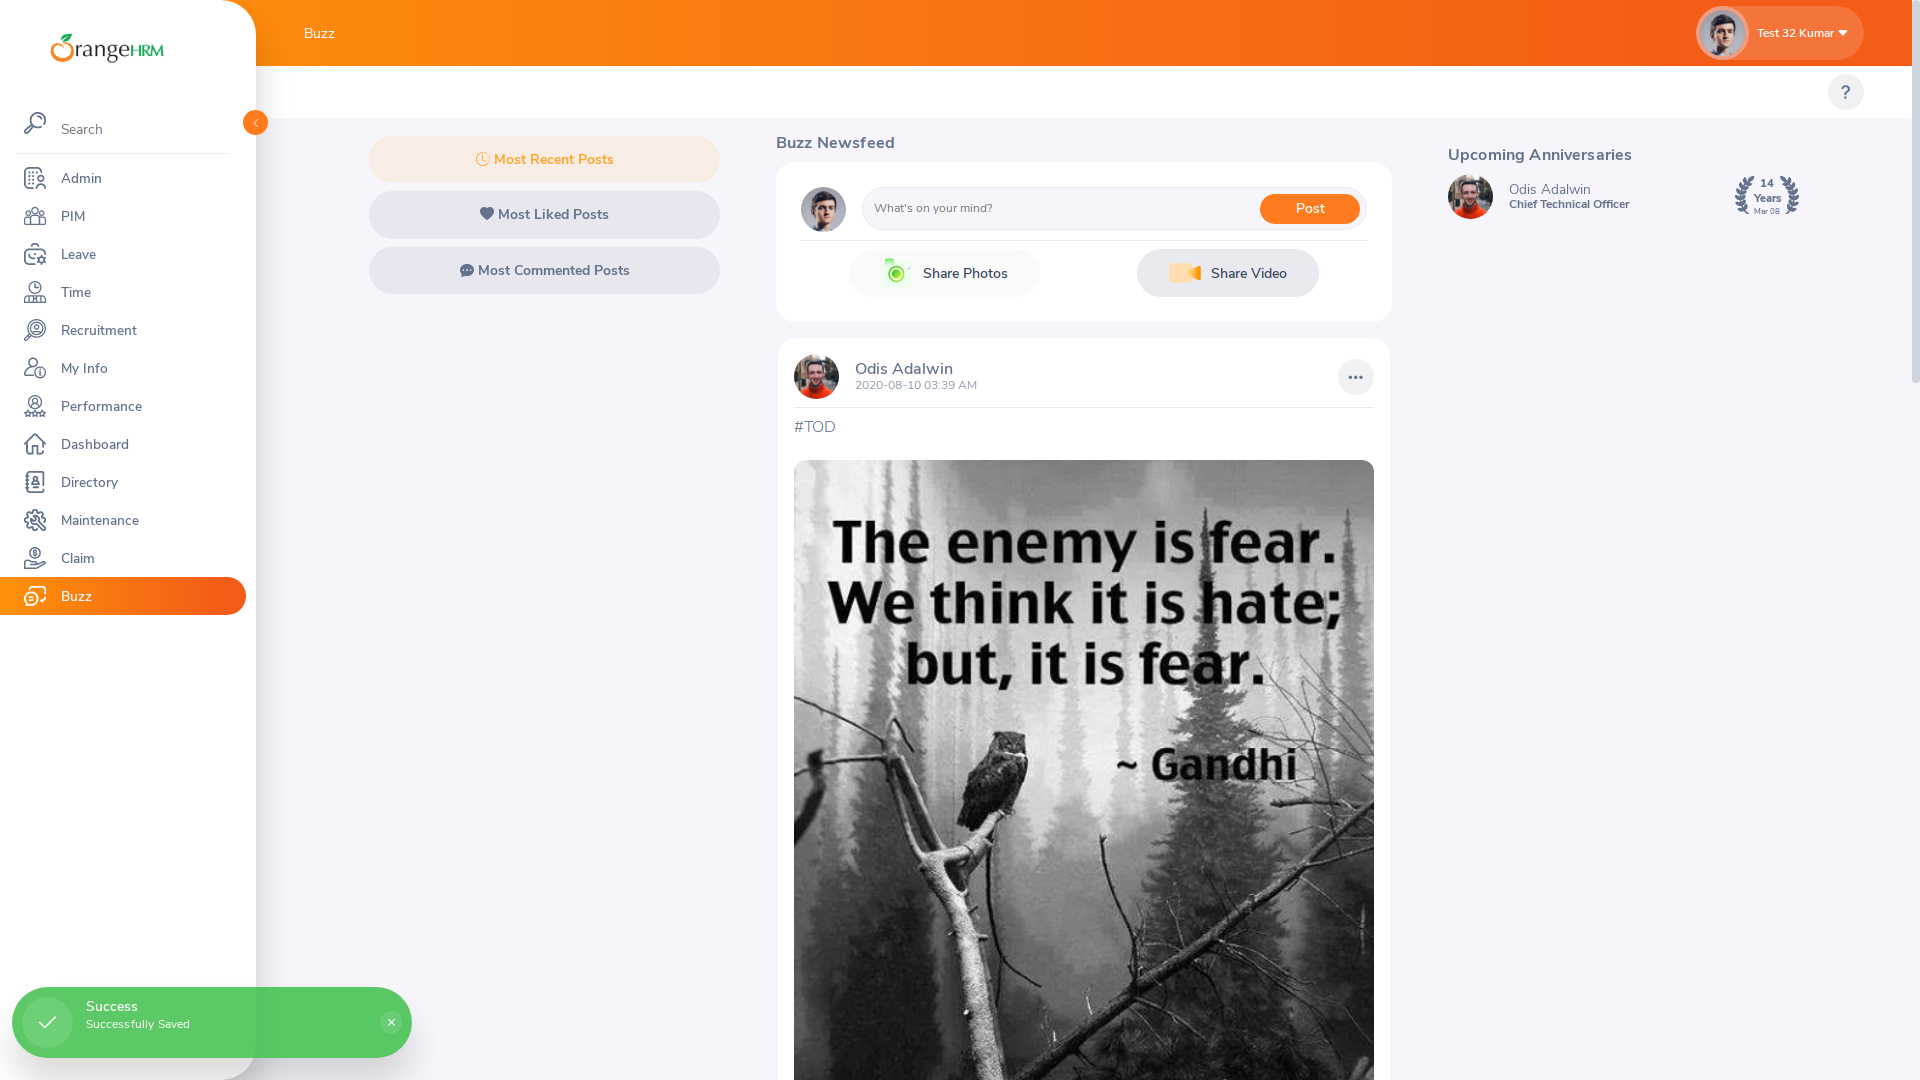 OrangeHRM
Search
Admin
PIM
Leave
Time
Recruitment
My Info
Performance
Dashboard
Directory
Maintenance
Claim
Buzz
Buzz
Test 32 Kumar
?
Most Recent Posts
Most Liked Posts
Most Commented Posts
Buzz Newsfeed
What's on your mind?
Post
Share Photos
Share Video
Odis Adalwin
2020-08-10 03:39 AM
#TOD
The enemy is fear.
We think it is hate;
but, it is fear.
~ Gandhi
Upcoming Anniversaries
Odis Adalwin
Chief Technical Officer
14
Years
Mar 08
Success
Successfully Saved